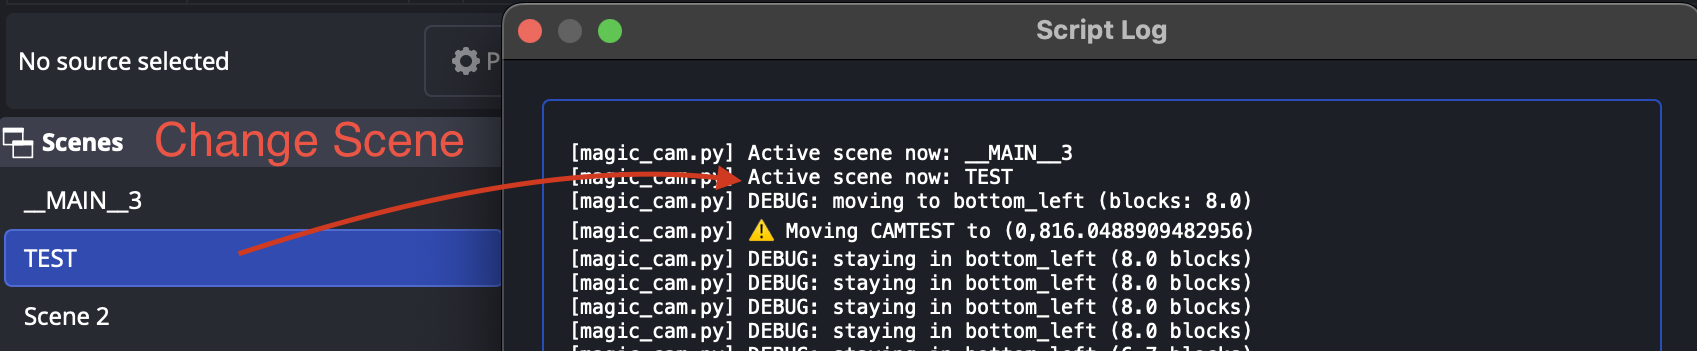 Script Log
No source selected
P
Scenes
Change Scene
__MAIN__3
TEST
Scene 2
[magic_cam.py] Active scene now: __MAIN__3
[magic_cam.py] Active scene now: TEST
[magic_cam.py] DEBUG: moving to bottom_left (blocks: 8.0)
[magic_cam.py] ⚠️ Moving CAMTEST to (0,816.0488909482956)
[magic_cam.py] DEBUG: staying in bottom_left (8.0 blocks)
[magic_cam.py] DEBUG: staying in bottom_left (8.0 blocks)
[magic_cam.py] DEBUG: staying in bottom_left (8.0 blocks)
[magic_cam.py] DEBUG: staying in bottom_left (8.0 blocks)